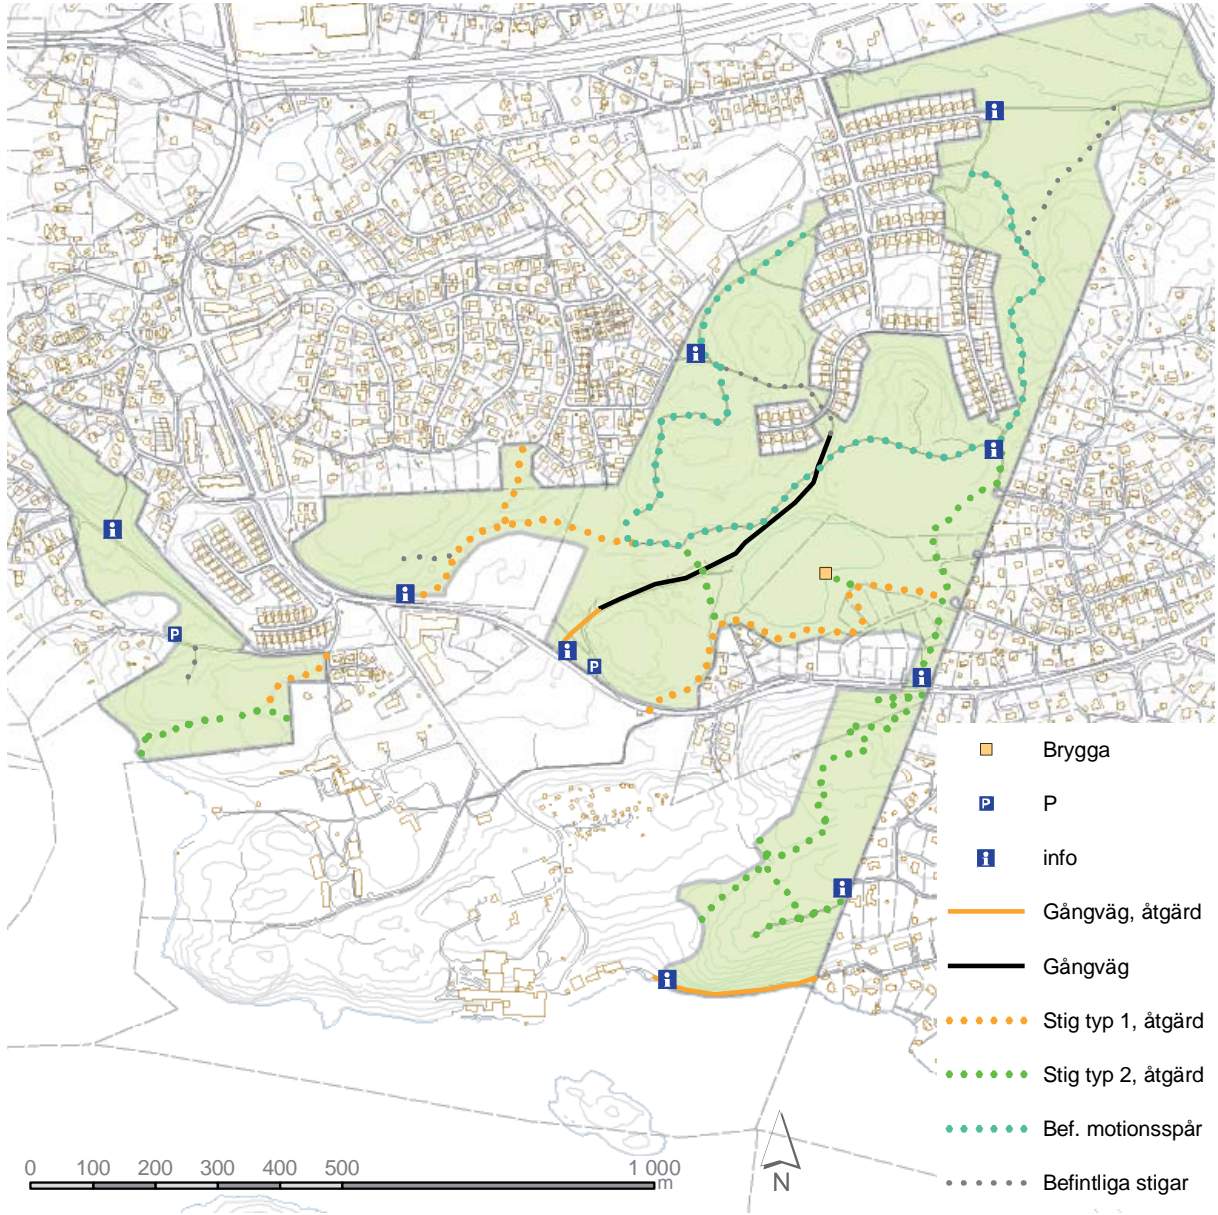 i
i
i
i
i
P
i
i
P
i
Brygga
P
P
i
info
i
Gångväg, åtgärd
Gångväg
i
Stig typ 1, åtgärd
Stig typ 2, åtgärd
Bef. motionsspår
0 100 200 300 400 500 1 000
m
N
Befintliga stigar